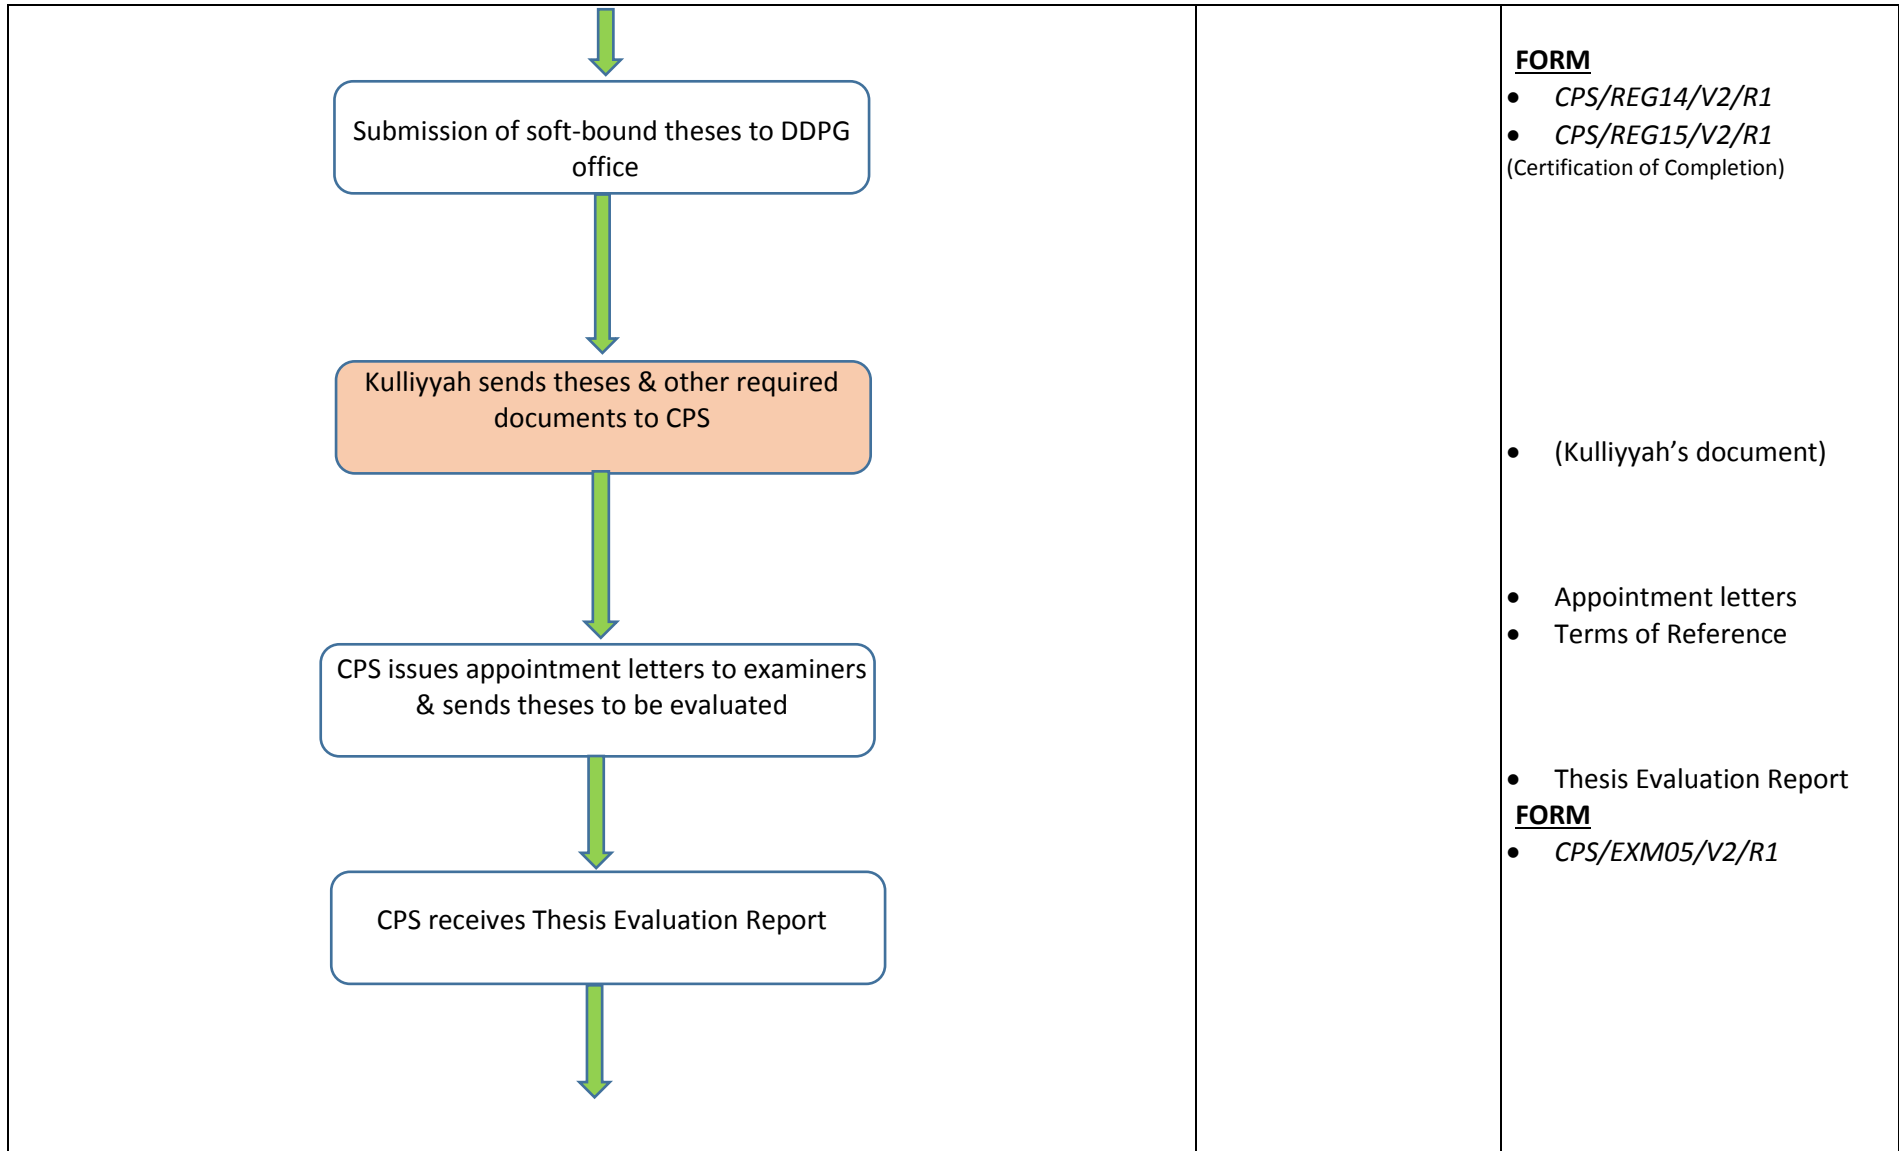 Submission of soft-bound theses to DDPG
office
Kulliyyah sends theses & other required
documents to CPS
CPS issues appointment letters to examiners
& sends theses to be evaluated
CPS receives Thesis Evaluation Report
FORM
• CPS/REG14/V2/R1
• CPS/REG15/V2/R1
(Certification of Completion)
• (Kulliyyah’s document)
• Appointment letters
• Terms of Reference
• Thesis Evaluation Report
FORM
• CPS/EXM05/V2/R1